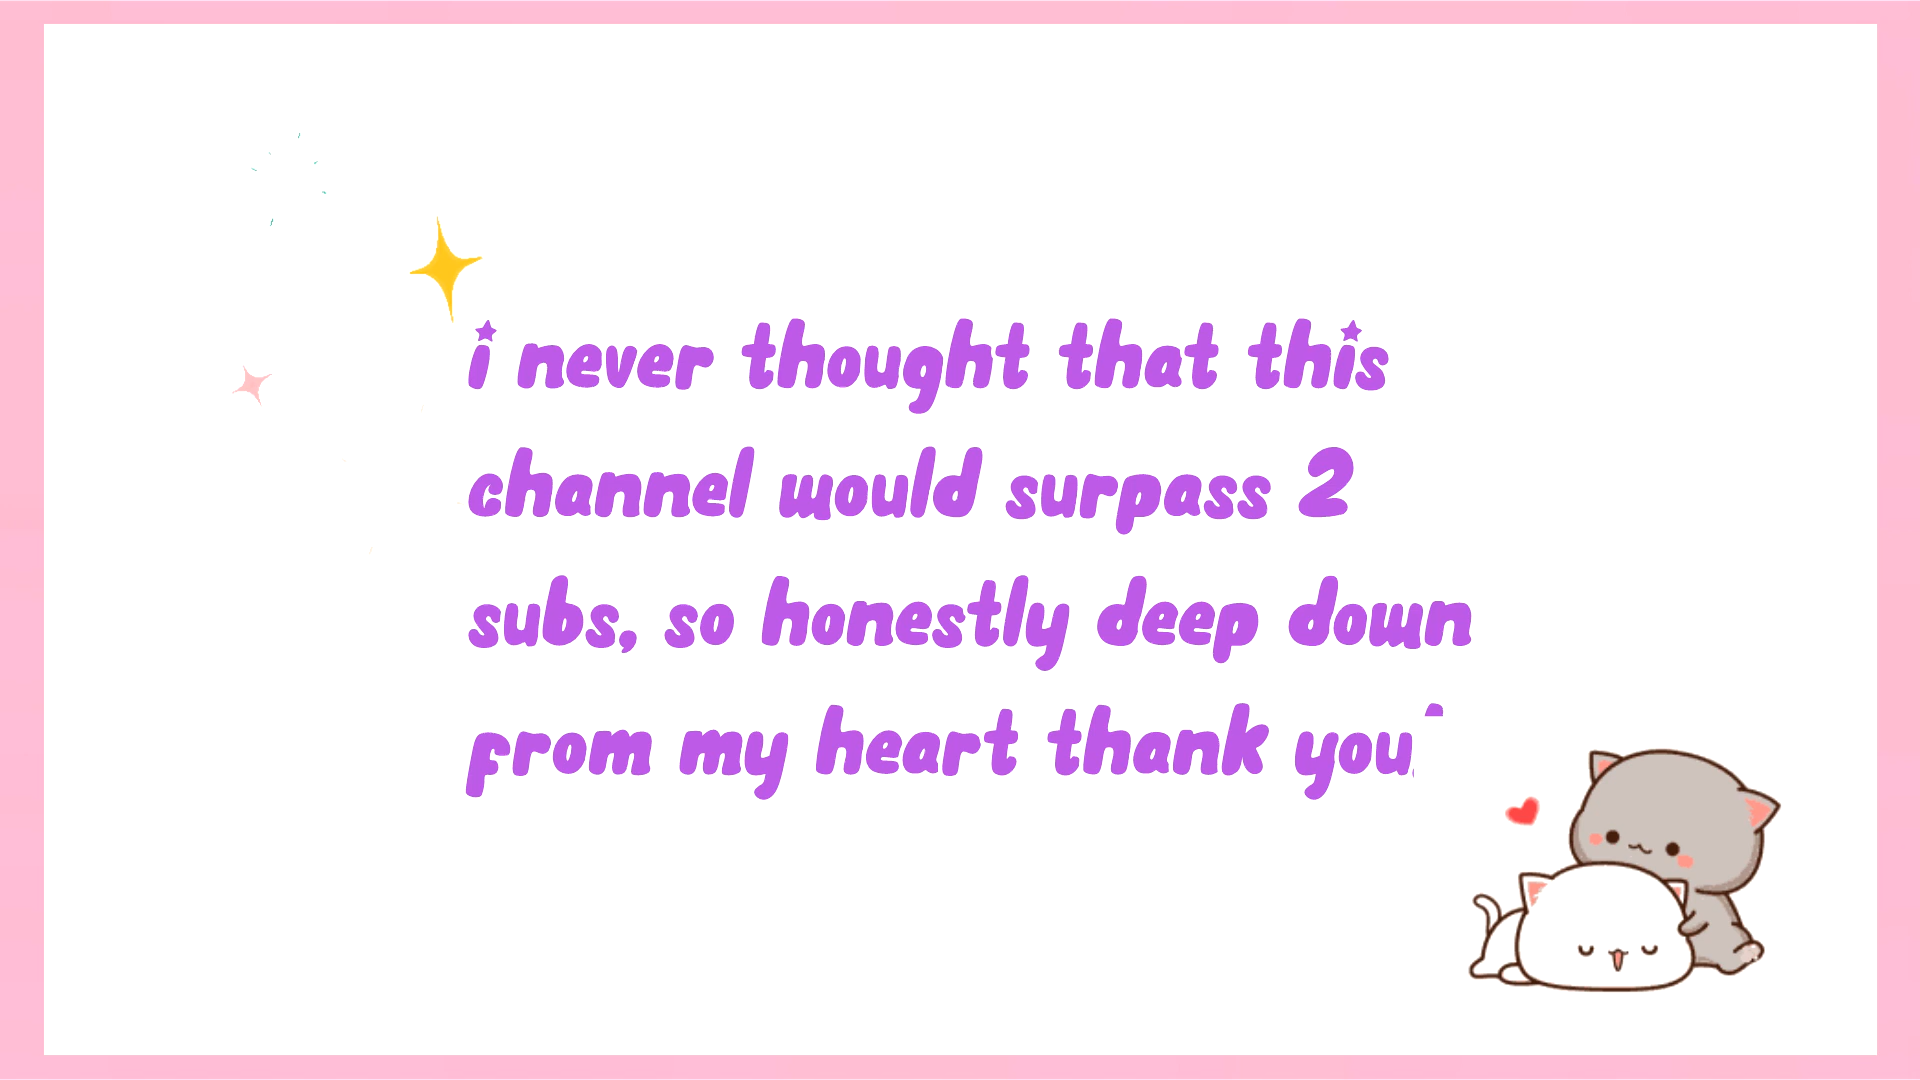 i never thought that this
channel would surpass 2
subs, so honestly deep down
from my heart thank you